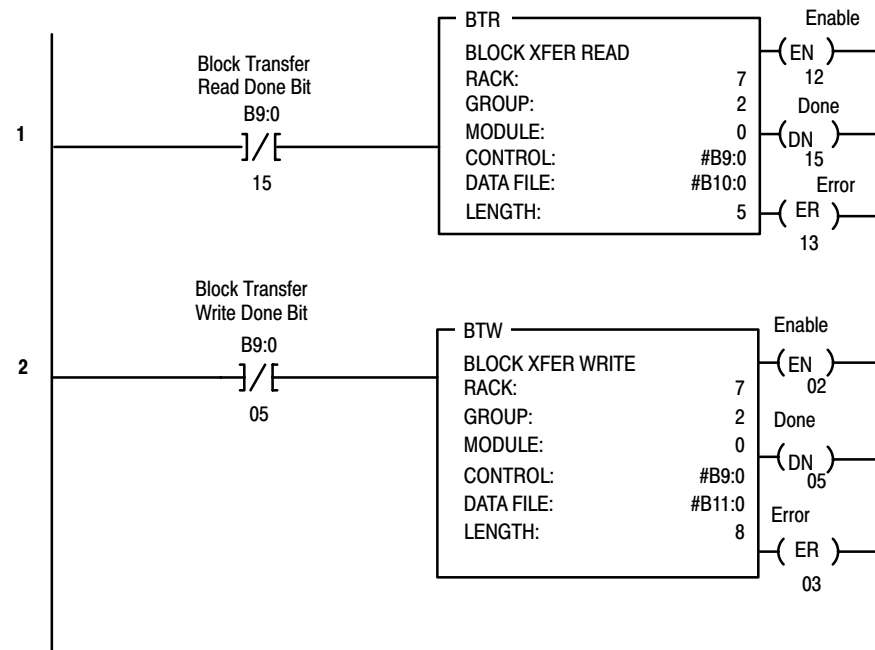 BTR
Enable
Block Transfer
Read Done Bit
B9:0
1
15
BLOCK XFER READ
RACK: 7
GROUP: 2
MODULE: 0
CONTROL: #B9:0
DATA FILE: #B10:0
LENGTH: 5
EN
12
Done
DN
15
Error
ER
13
Block Transfer
Write Done Bit
B9:0
2
05
BTW
BLOCK XFER WRITE
RACK: 7
GROUP: 2
MODULE: 0
CONTROL: #B9:0
DATA FILE: #B11:0
LENGTH: 8
Enable
EN
02
Done
DN
05
Error
ER
03